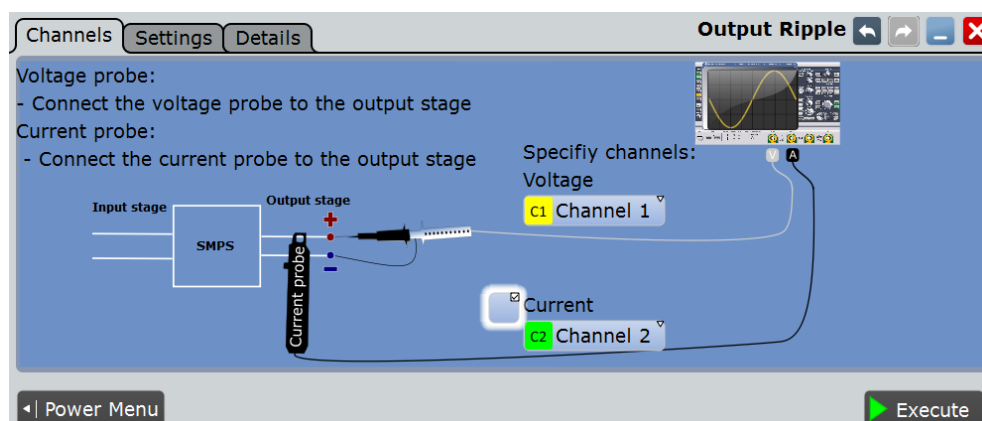 Channels Settings Details Output Ripple
Voltage probe:
- Connect the voltage probe to the output stage
Current probe:
- Connect the current probe to the output stage
Specifiy channels:
V A
Voltage
C1 Channel 1
Input stage
Output stage
SMPS
Current probe
Current
C2 Channel 2
Power Menu
Execute